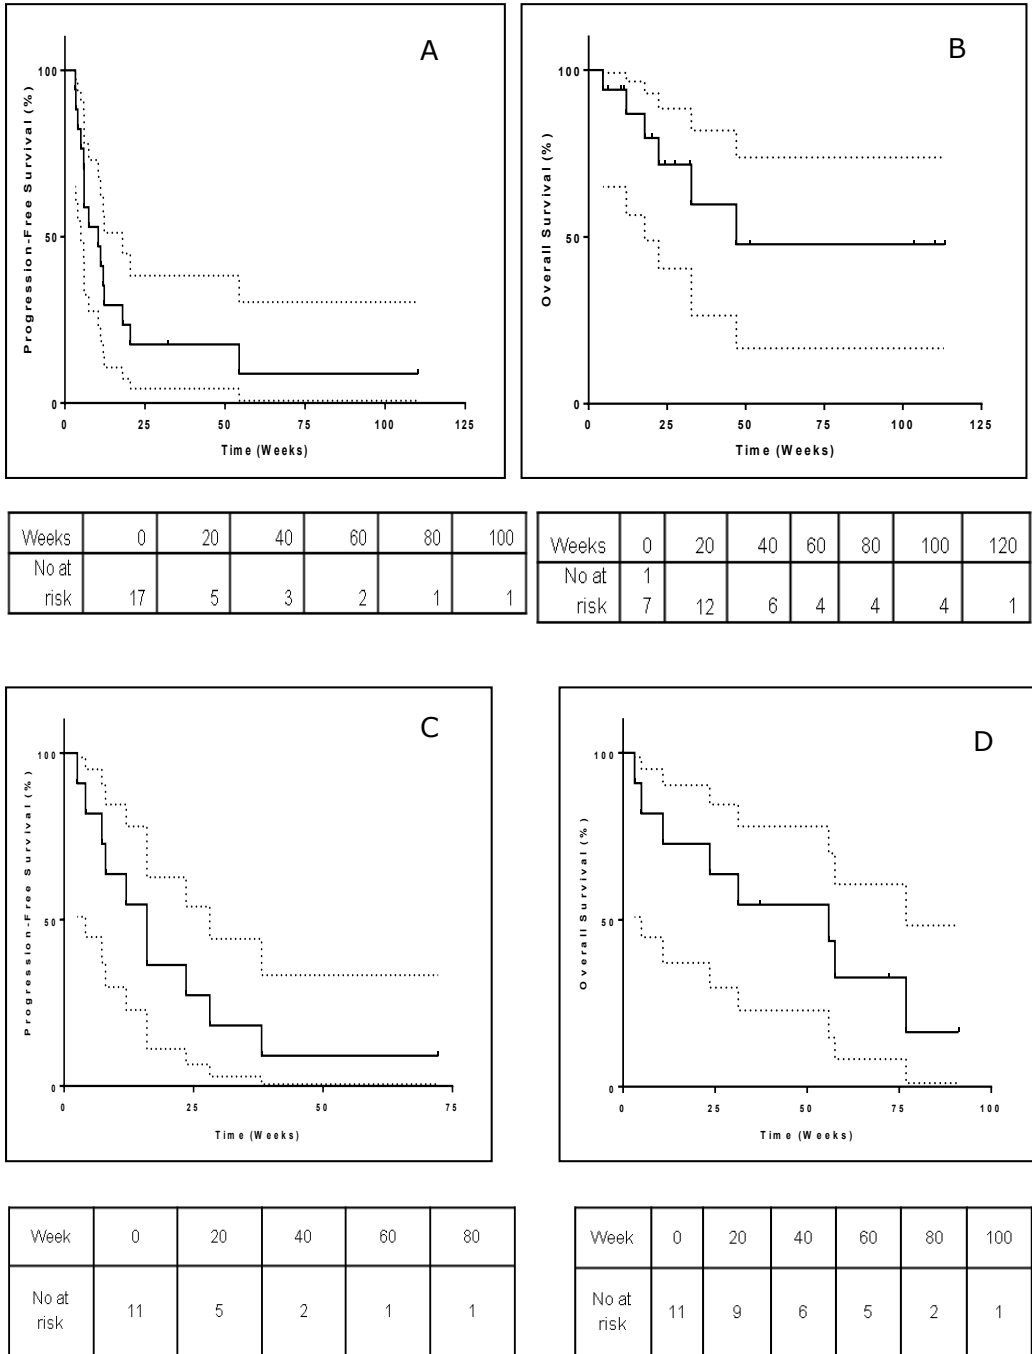 A
Progression-Free Survival (%)
100
50
0
0 25 50 75 100 125
Time (Weeks)
B
Overall Survival (%)
100
50
0
0 25 50 75 100 125
Time (Weeks)
Weeks 0 20 40 60 80 100
No at
risk 17 5 3 2 1 1
Weeks 0 20 40 60 80 100 120
No at 1
risk 7 12 6 4 4 4 1
C
Progression-Free Survival (%)
100
50
0
0 25 50 75
Time (Weeks)
D
Overall Survival (%)
100
50
0
0 25 50 75 100
Time (Weeks)
Week 0 20 40 60 80
No at
risk 11 5 2 1 1
Week 0 20 40 60 80 100
No at
risk 11 9 6 5 2 1